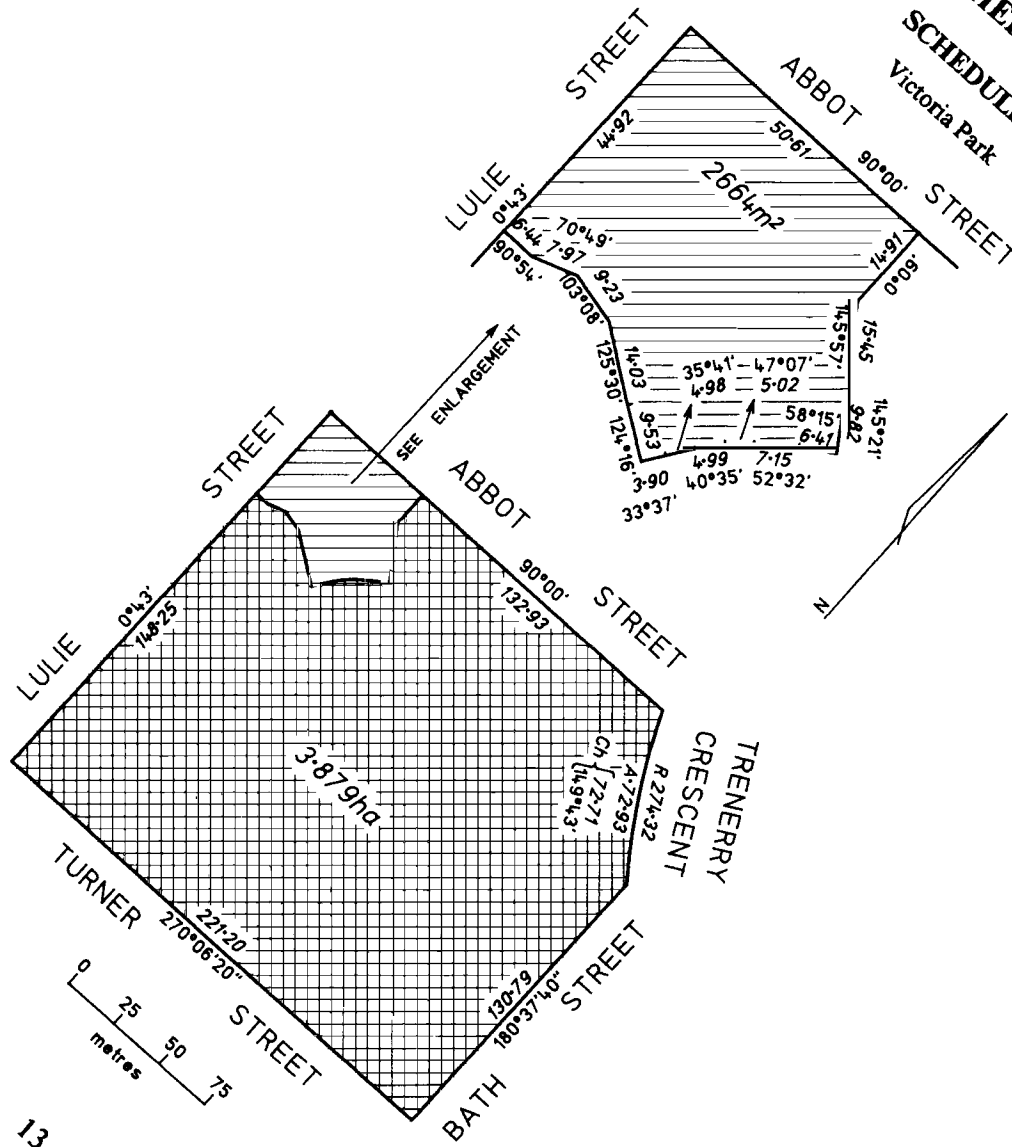 SCHEDUL
Victoria Park
STREET
ABBOT
STREET
LULIE
44·92
50·61
90°00'
2664m²
0°43'
6·44
70°49'
7·97
90°54'
103°08'
9·23
14·91
0°09'
145°57'
15·45
14·03
125°30'
35°41'
47°07'
4·98
5·02
58°15'
6·41
9·82
145°21'
9·53
124°16'
4·99
7·15
3·90
40°35'
52°32'
33°37'
SEE ENLARGEMENT
STREET
ABBOT
STREET
LULIE
0°43'
148·25
90°00'
132·93
N
3·879ha
Ch. { 72·71
149°43'
A·72·93
R 274·32
TRENERRY
CRESCENT
TURNER
STREET
221·20
270°06'20"
130·79
180°37'40"
BATH
STREET
0
25
50
75
metres
13